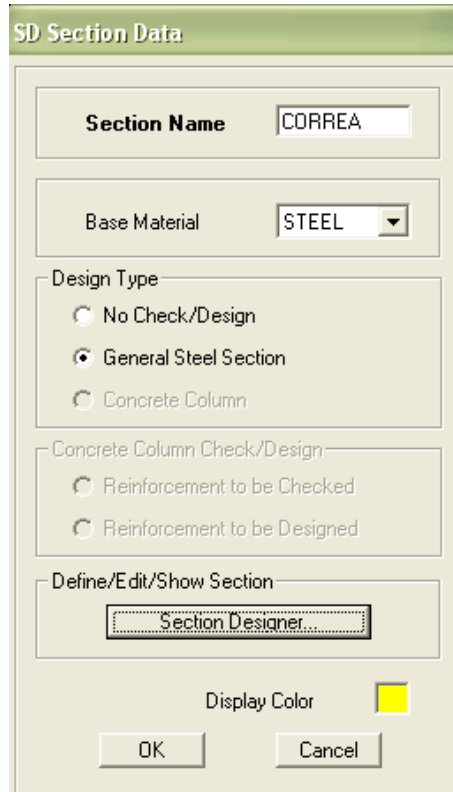 SD Section Data
Section Name CORREA
Base Material STEEL
Design Type
No Check/Design
General Steel Section
Concrete Column
Concrete Column Check/Design
Reinforcement to be Checked
Reinforcement to be Designed
Define/Edit/Show Section
Section Designer...
Display Color
OK Cancel